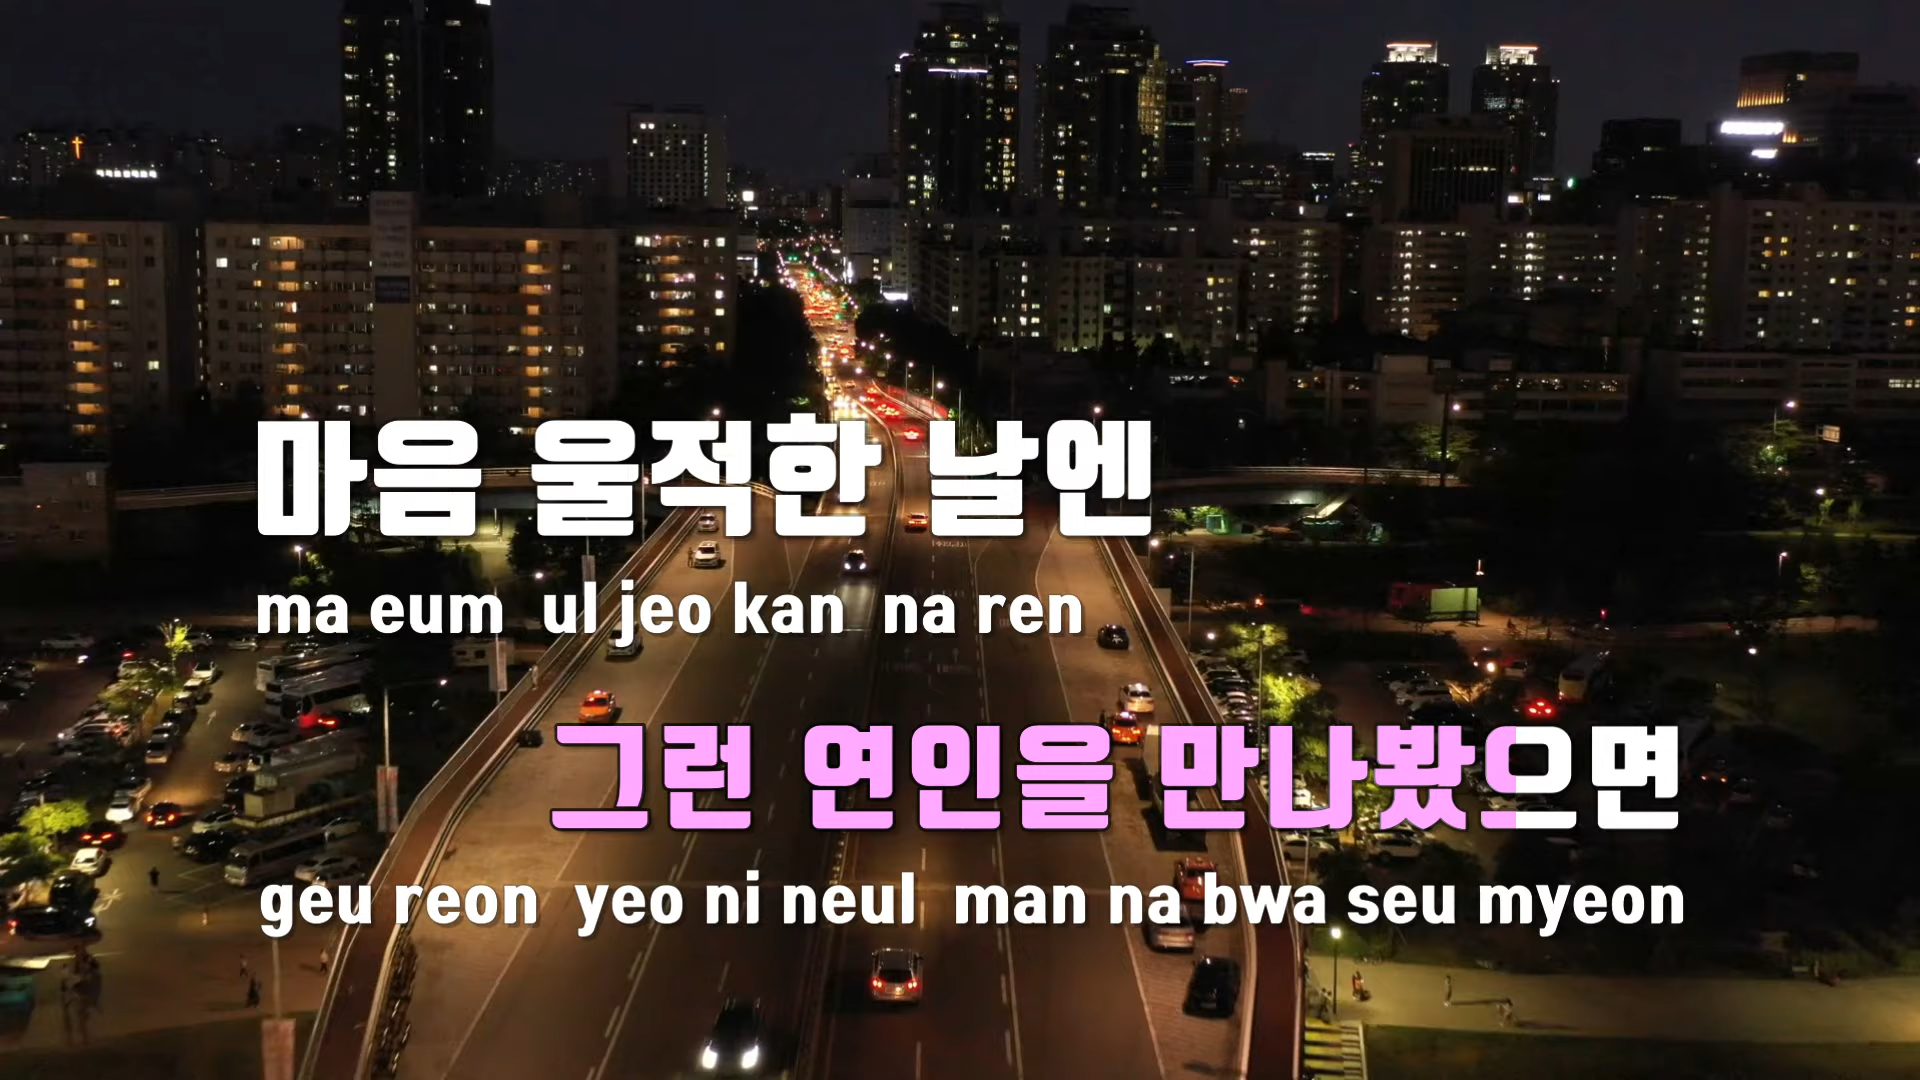 마음 울적한 날엔
ma eum ul jeo kan na ren
그런 연인을 만나봤으면
geu reon yeo ni neul man na bwa seu myeon